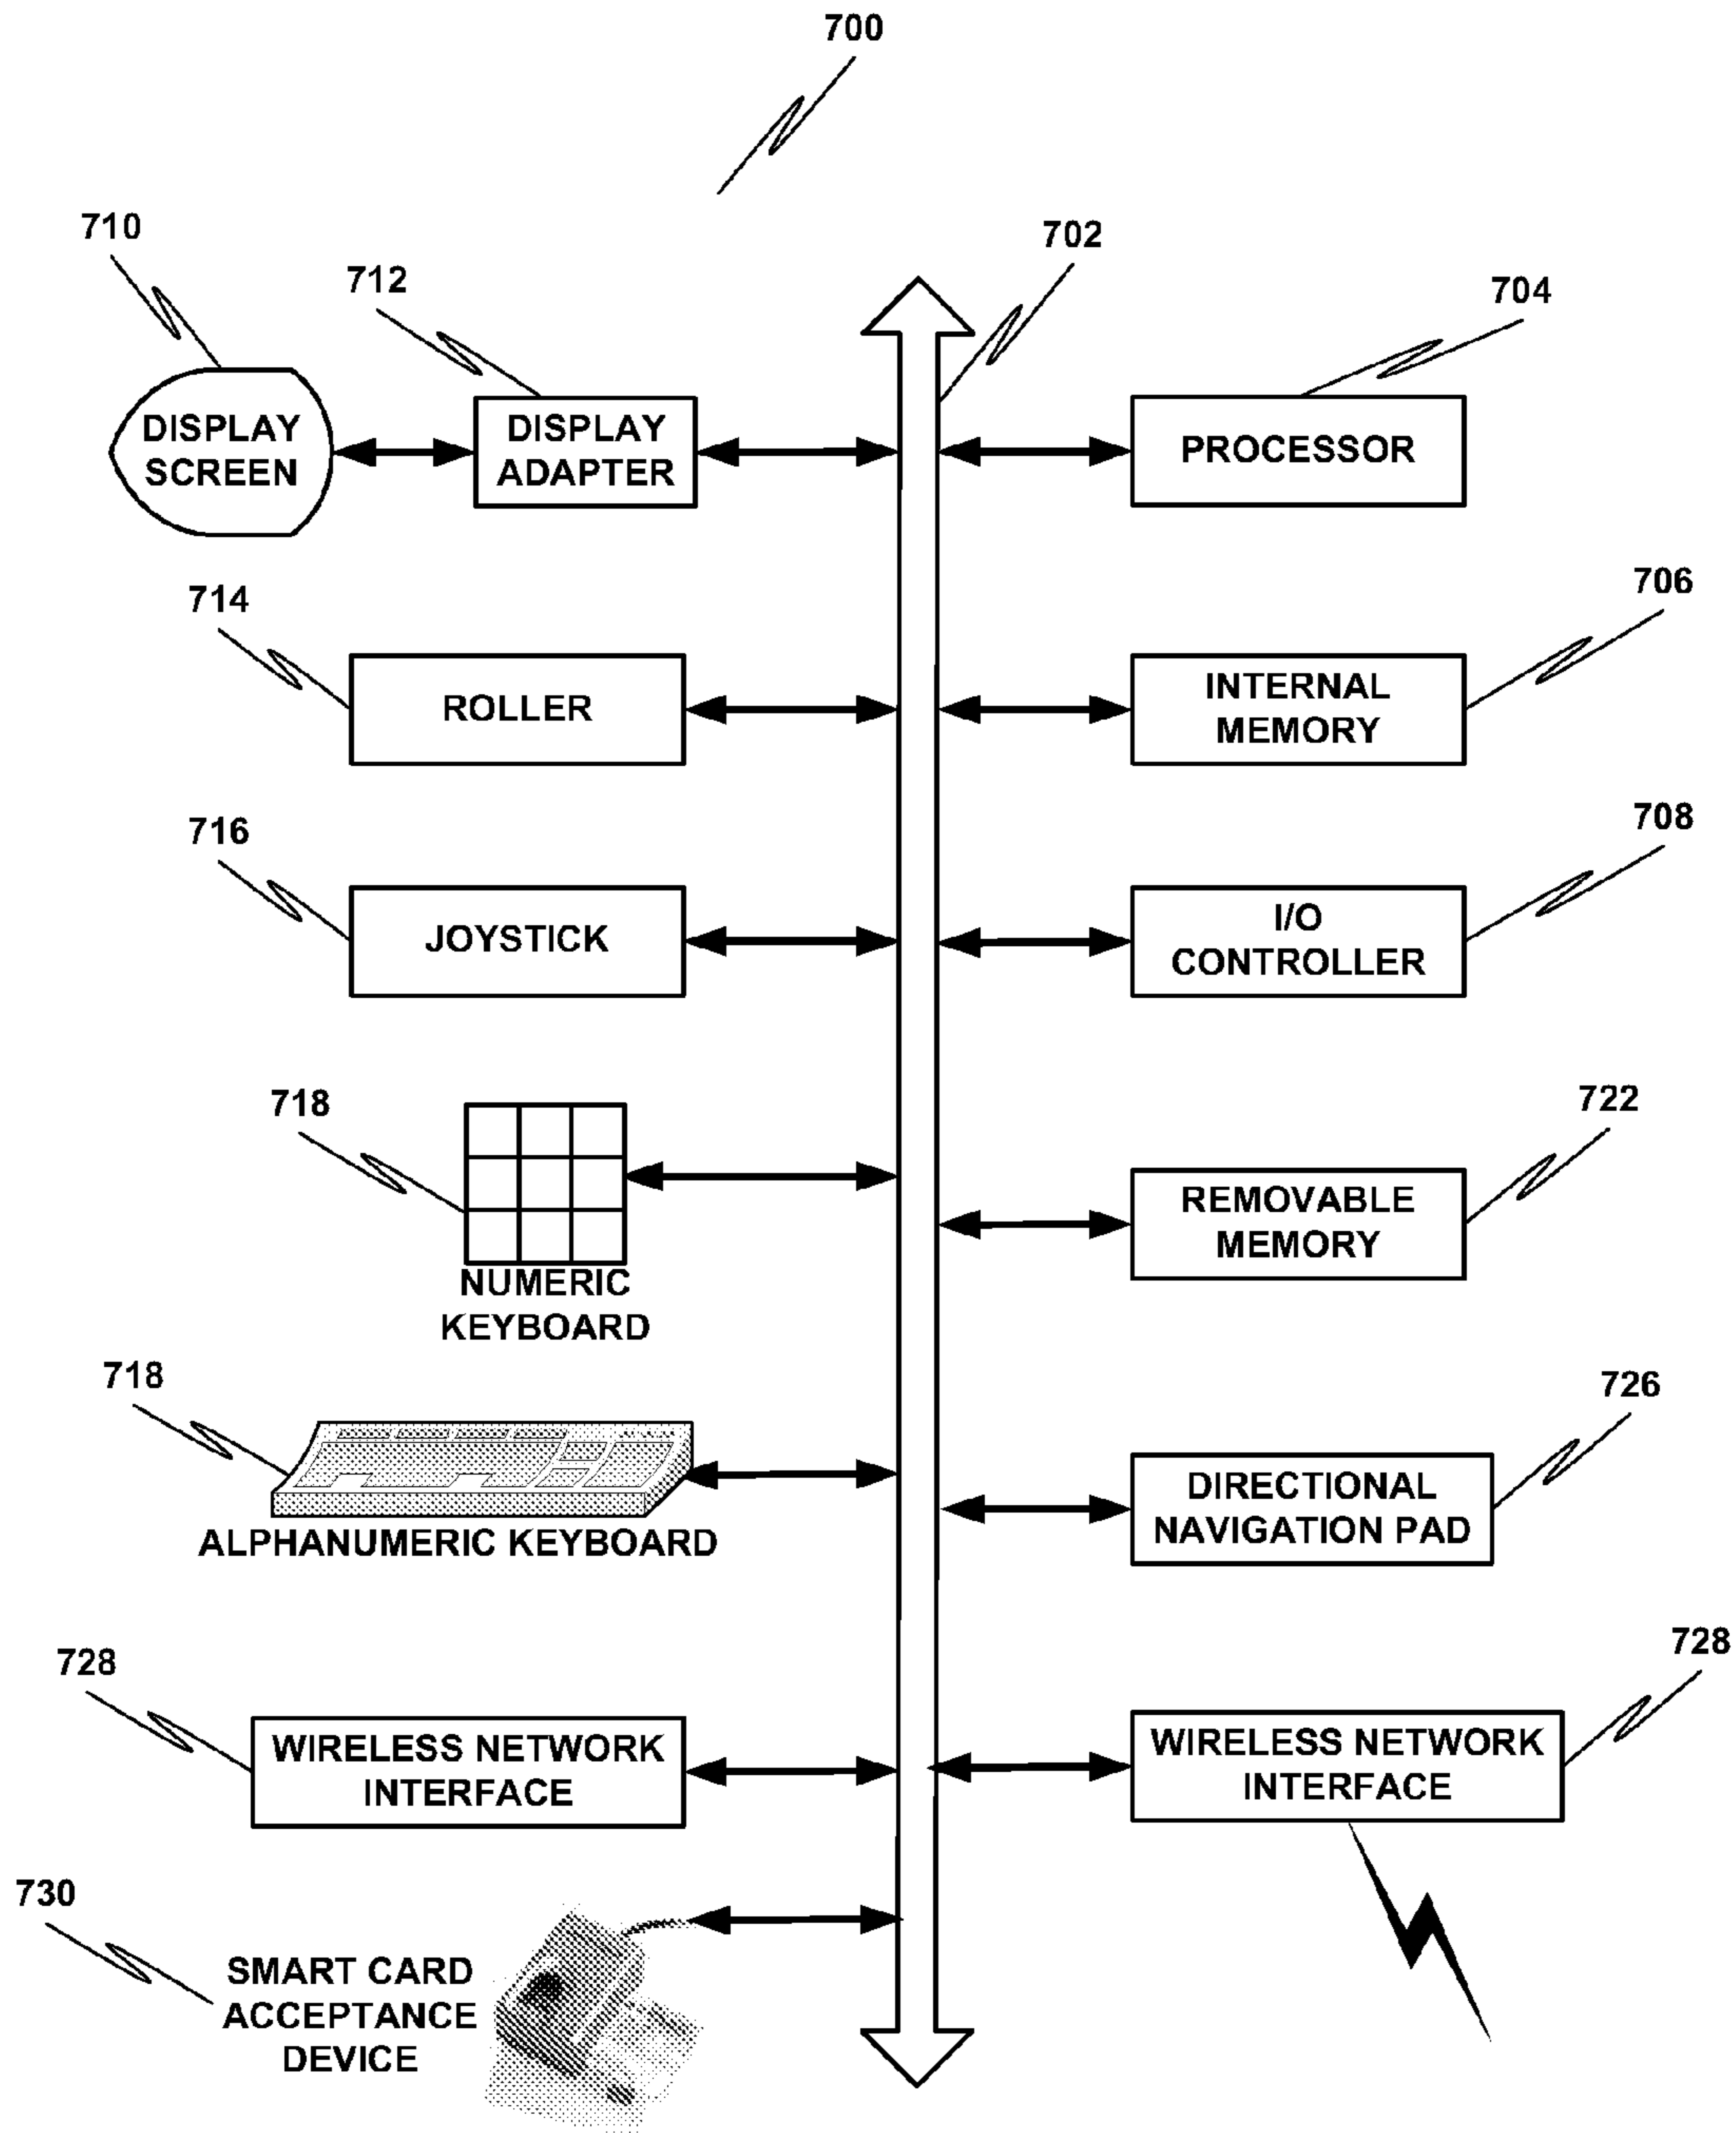 700
710
712
702
704
DISPLAY
SCREEN
DISPLAY
ADAPTER
PROCESSOR
714
706
ROLLER
INTERNAL
MEMORY
716
708
JOYSTICK
I/O
CONTROLLER
718
722
NUMERIC
KEYBOARD
REMOVABLE
MEMORY
718
726
ALPHANUMERIC KEYBOARD
DIRECTIONAL
NAVIGATION PAD
728
728
WIRELESS NETWORK
INTERFACE
WIRELESS NETWORK
INTERFACE
730
SMART CARD
ACCEPTANCE
DEVICE